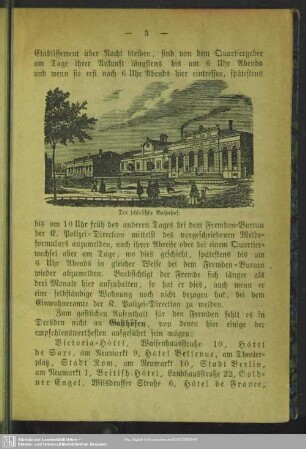 — 5 —
Etablissement über Nacht bleiben, sind von dem Quartiergeber
am Tage ihrer Ankunft längstens bis um 6 Uhr Abends
und wenn sie erst nach 6 Uhr Abends hier eintreffen, spätestens
Der schlesische Bahnhof.
bis um 10 Uhr früh des anderen Tages bei dem Fremden-Bureau
der K. Polizei-Direction mittelst des vorgeschriebenen Melde-
formulars anzumelden, nach ihrer Abreise oder bei einem Quartier-
wechsel aber am Tage, wo dies geschieht, spätestens bis um
6 Uhr Abends in gleicher Weise bei dem Fremden-Bureau
wieder abzumelden. Beabsichtigt der Fremde sich länger als
drei Monate hier aufzuhalten, so hat er dies, auch wenn er
eine selbständige Wohnung noch nicht bezogen hat, bei dem
Einwohneramte der K. Polizei-Direction zu melden.
Zum gastlichen Aufenthalt für den Fremden fehlt es in
Dresden nicht an Gasthöfen, von denen hier einige der
empfehlenswerthesten aufgeführt sein mögen:
Victoria-Hôtel, Waisenhausstraße 10, Hôtel
de Saxe, am Neumarkt 9, Hôtel Bellevue, am Theater-
platz, Stadt Rom, am Neumarkt 10, Stadt Berlin,
am Neumarkt 1, British Hôtel, Landhausstraße 22, Gold-
ner Engel, Wilsdruffer Straße 6, Hôtel de France,